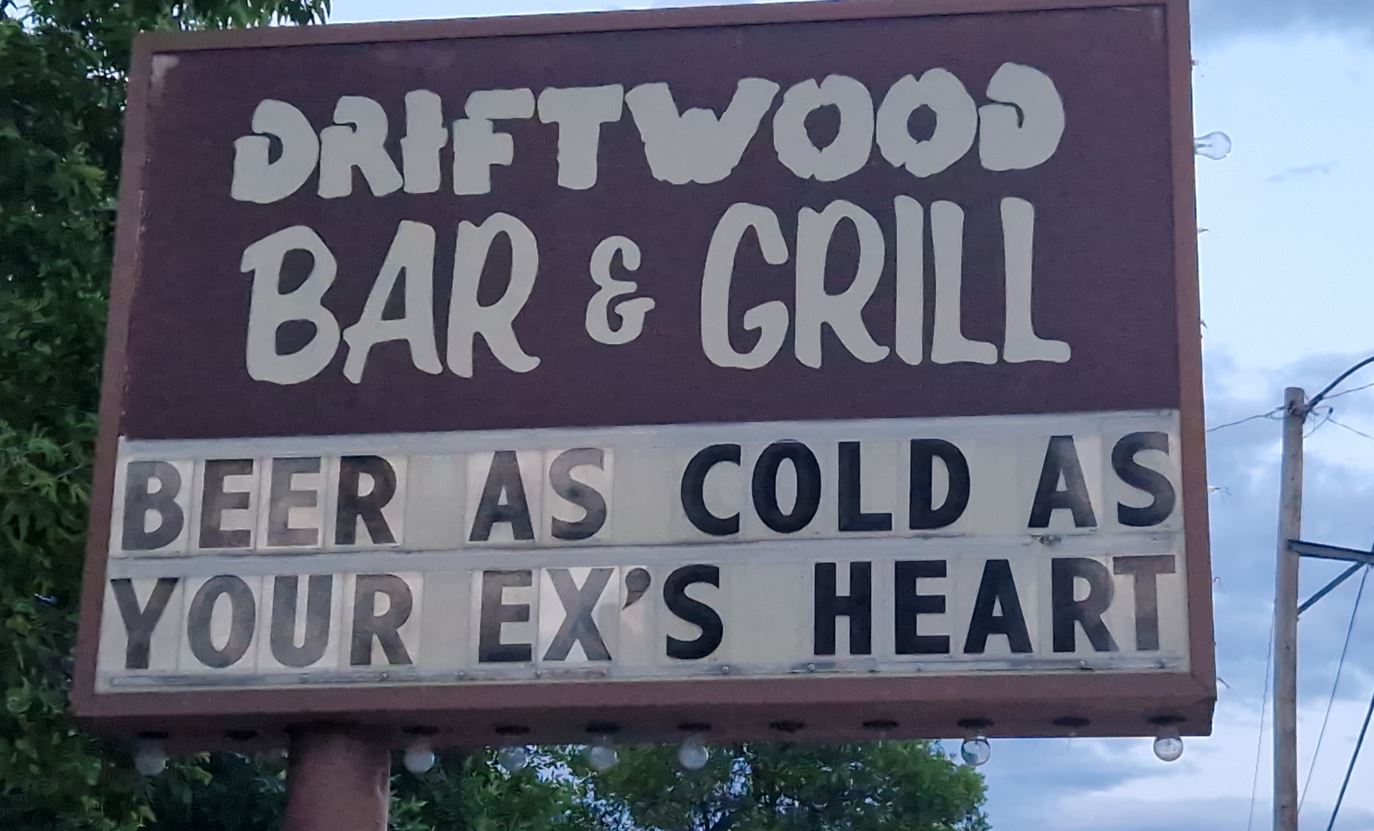 DRIFTWOOD
BAR & GRILL
BEER AS COLD AS
YOUR EX'S HEART